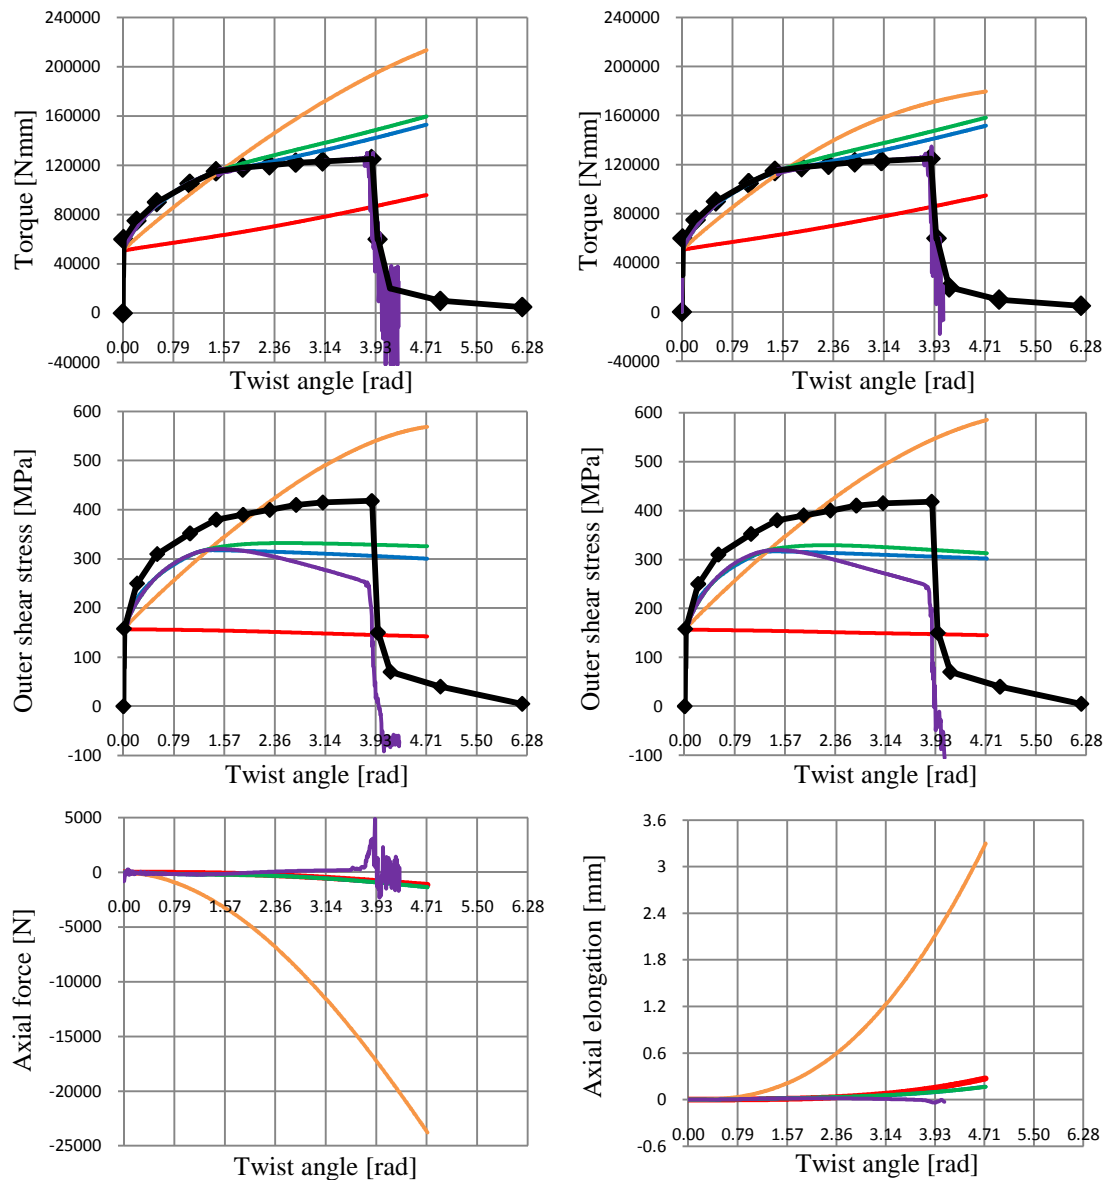 240000
200000
160000
120000
80000
40000
0
-40000
Torque [Nmm]
0.00 0.79 1.57 2.36 3.14 3.93 4.71 5.50 6.28
Twist angle [rad]
240000
200000
160000
120000
80000
40000
0
-40000
Torque [Nmm]
0.00 0.79 1.57 2.36 3.14 3.93 4.71 5.50 6.28
Twist angle [rad]
600
500
400
300
200
100
0
-100
Outer shear stress [MPa]
0.00 0.79 1.57 2.36 3.14 3.93 4.71 5.50 6.28
Twist angle [rad]
600
500
400
300
200
100
0
-100
Outer shear stress [MPa]
0.00 0.79 1.57 2.36 3.14 3.93 4.71 5.50 6.28
Twist angle [rad]
5000
0
-5000
-10000
-15000
-20000
-25000
Axial force [N]
0.00 0.79 1.57 2.36 3.14 3.93 4.71 5.50 6.28
Twist angle [rad]
3.6
3
2.4
1.8
1.2
0.6
0
-0.6
Axial elongation [mm]
0.00 0.79 1.57 2.36 3.14 3.93 4.71 5.50 6.28
Twist angle [rad]